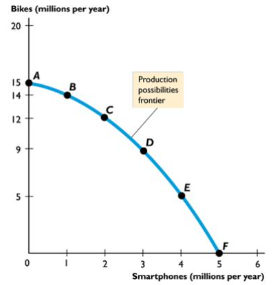 Bikes (millions per year)
20
15
14
12
9
5
A
B
C
D
E
F
Production
possibilities
frontier
0 1 2 3 4 5 6
Smartphones (millions per year)